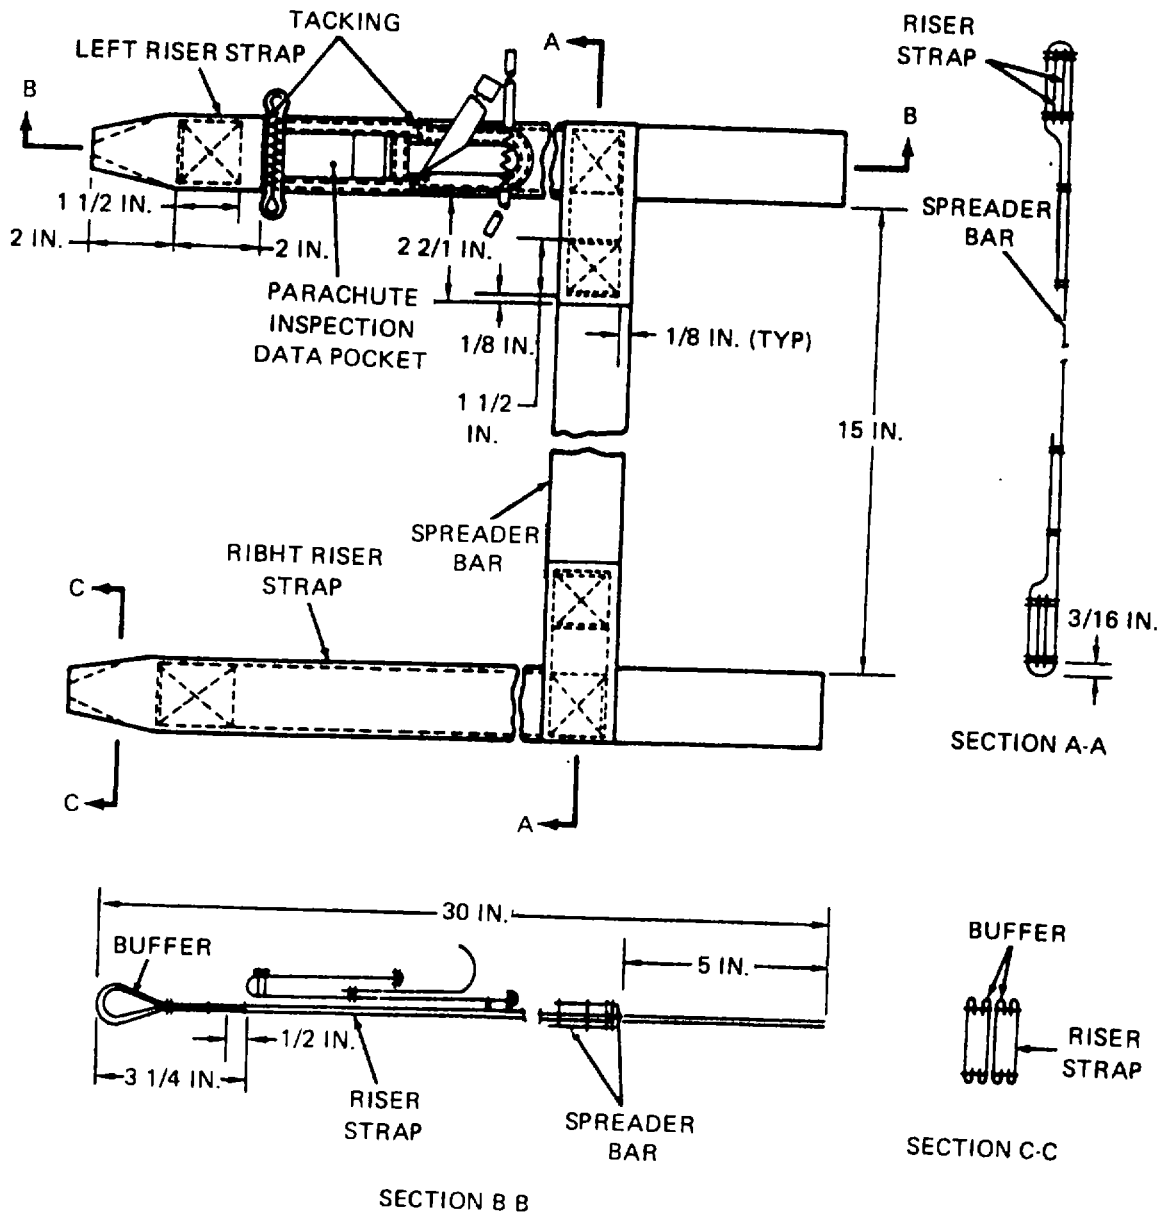 TACKING
LEFT RISER STRAP
A
RISER
STRAP
B
B
1 1/2 IN.
2 IN.
2 IN.
2 2/1 IN.
SPREADER
BAR
PARACHUTE
INSPECTION
DATA POCKET
1/8 IN.
1/8 IN. (TYP)
1 1/2
IN.
15 IN.
SPREADER
BAR
RIBHT RISER
STRAP
C
3/16 IN.
C
A
SECTION A-A
30 IN.
BUFFER
5 IN.
1/2 IN.
3 1/4 IN.
RISER
STRAP
SPREADER
BAR
SECTION B B
BUFFER
RISER
STRAP
SECTION C-C